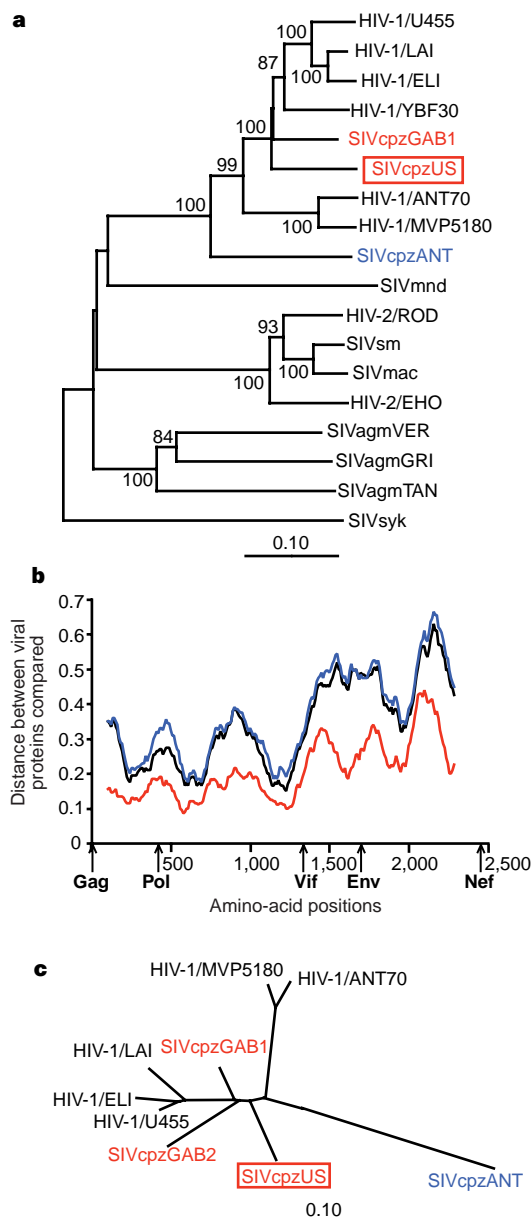 a
HIV-1/U455
100
HIV-1/LAI
87
100
HIV-1/ELI
HIV-1/YBF30
100
SIVcpzGAB1
99
SIVcpzUS
HIV-1/ANT70
100
100
HIV-1/MVP5180
SIVcpzANT
SIVmnd
HIV-2/ROD
93
SIVsm
100
100
SIVmac
HIV-2/EHO
SIVagmVER
84
SIVagmGRI
100
SIVagmTAN
SIVsyk
0.10
b
Distance between viral
proteins compared
0.7
0.6
0.5
0.4
0.3
0.2
0.1
0
500 1,000 1,500 2,000 2,500
Gag Pol Vif Env Nef
Amino-acid positions
c
HIV-1/MVP5180
HIV-1/ANT70
SIVcpzGAB1
HIV-1/LAI
HIV-1/ELI
HIV-1/U455
SIVcpzGAB2
SIVcpzUS
SIVcpzANT
0.10